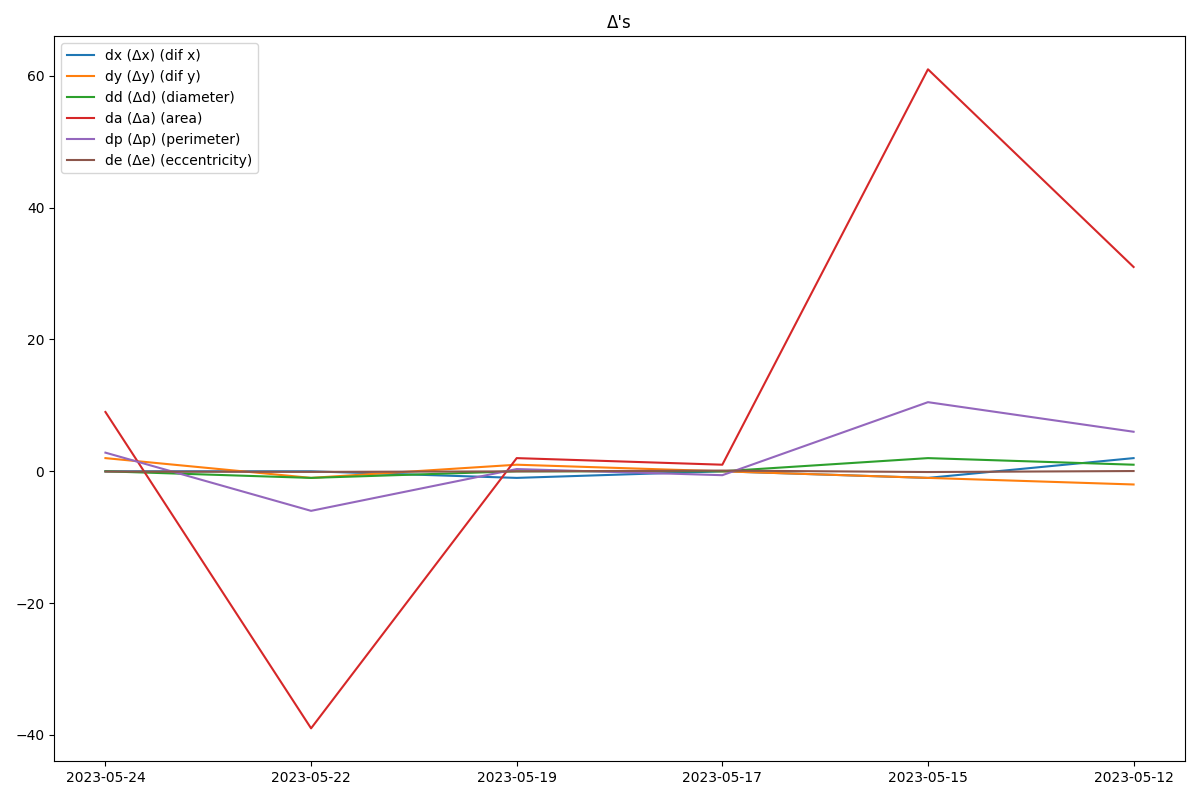 Δ's
dx (Δx) (dif x)
dy (Δy) (dif y)
dd (Δd) (diameter)
da (Δa) (area)
dp (Δp) (perimeter)
de (Δe) (eccentricity)
60
40
20
0
−20
−40
2023-05-24 2023-05-22 2023-05-19 2023-05-17 2023-05-15 2023-05-12